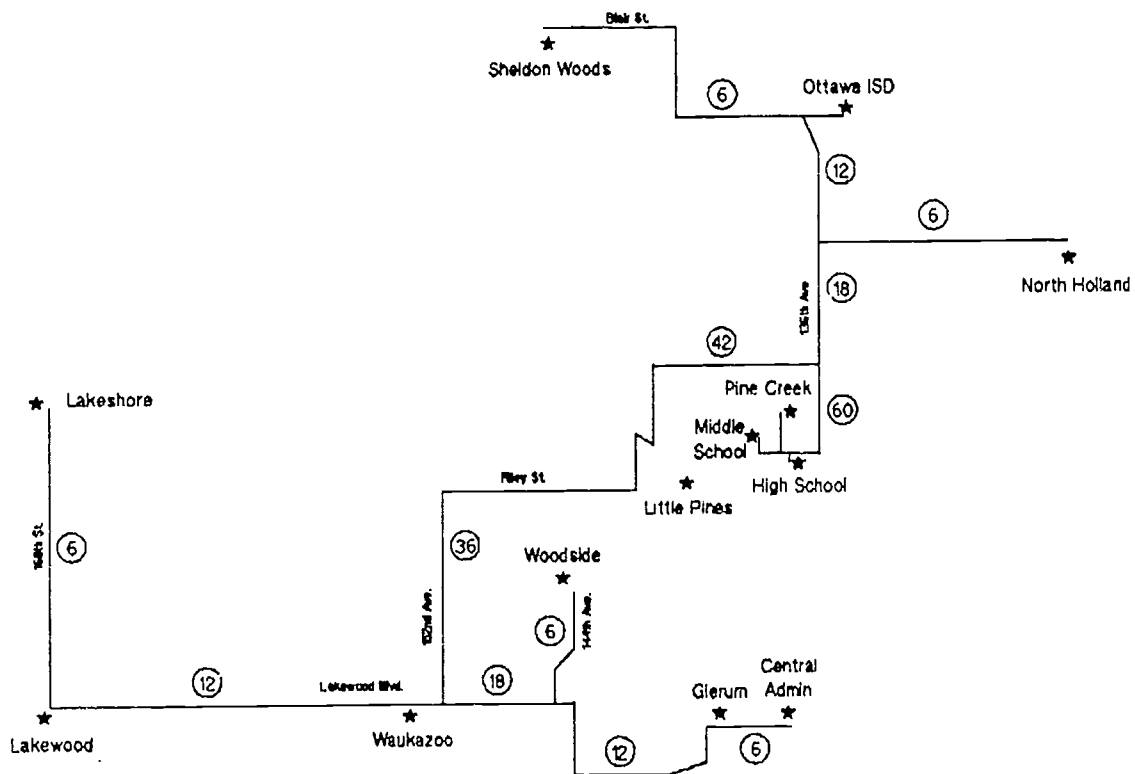 Blair St.
Sheldon Woods
6
Ottawa ISD
12
6
North Holland
136th Ave
18
42
Pine Creek
60
Middle
School
High School
Lakeshore
Riley St.
Little Pines
168th St.
6
36
Woodside
152nd Ave.
6
144th Ave.
12
Lakewood Blvd.
18
Glerum
Central
Admin
Lakewood
Waukazoo
12
6